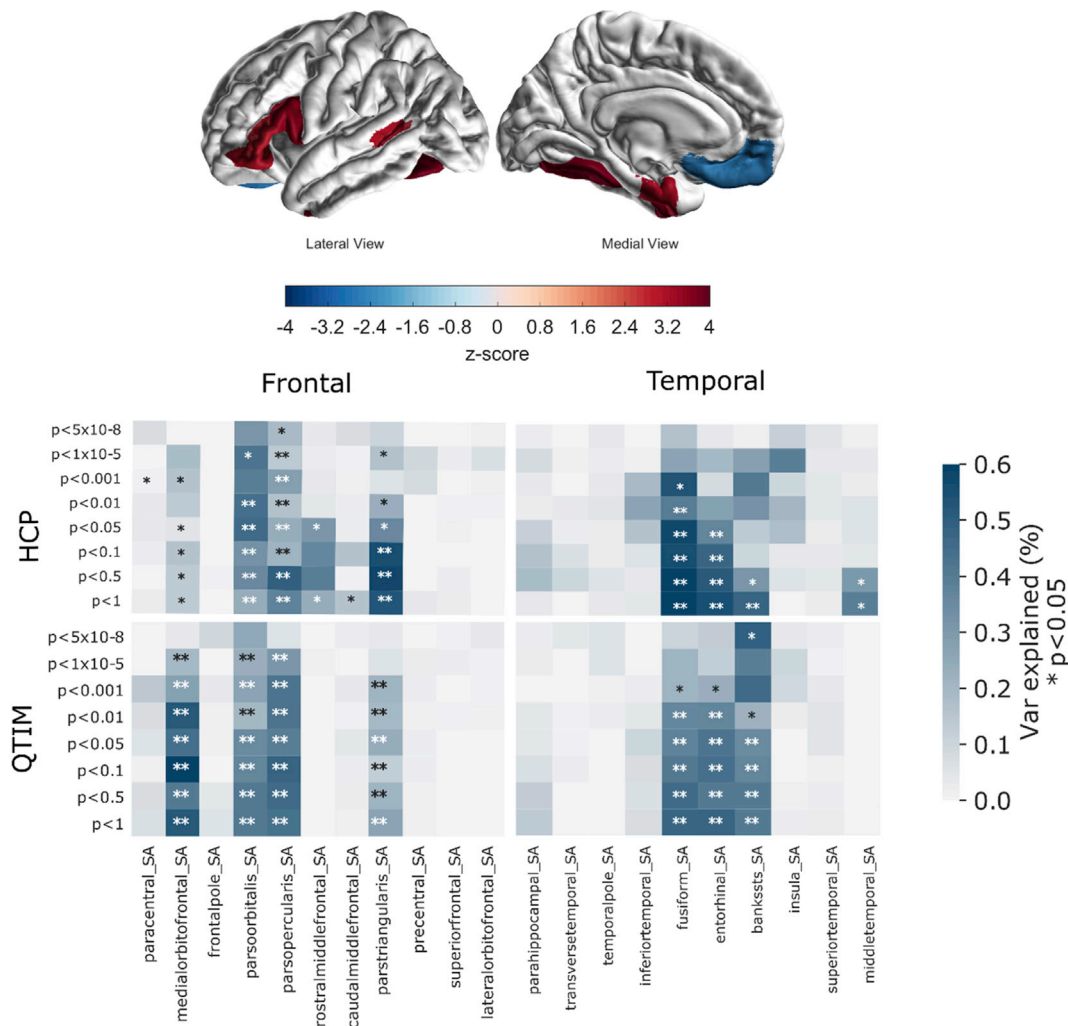 Lateral View
Medial View
-4 -3.2 -2.4 -1.6 -0.8 0 0.8 1.6 2.4 3.2 4
z-score
Frontal
Temporal
HCP
p<5x10-8
*
p<1x10-5
* ** *
p<0.001
* * ** *
p<0.01
** ** * **
p<0.05
* ** ** * * ** **
p<0.1
* ** ** ** ** **
p<0.5
* ** ** ** ** ** * *
p<1
* ** ** * * ** ** ** ** *
QTIM
p<5x10-8
*
p<1x10-5
** ** **
p<0.001
** ** ** ** * *
p<0.01
** ** ** ** ** ** *
p<0.05
** ** ** ** ** ** **
p<0.1
** ** ** ** ** ** **
p<0.5
** ** ** ** ** ** **
p<1
** ** ** ** ** ** **
paracentral_SA
medialorbitofrontal_SA
frontalpole_SA
parsoorbitalis_SA
parsopercularis_SA
rostralmiddlefrontal_SA
caudalmiddlefrontal_SA
parstriangularis_SA
precentral_SA
superiorfrontal_SA
lateralorbitofrontal_SA
parahippocampal_SA
transversetemporal_SA
temporalpole_SA
inferiortemporal_SA
fusiform_SA
entorhinal_SA
bankssts_SA
insula_SA
superiortemporal_SA
middletemporal_SA
0.6
0.5
0.4
0.3
0.2
0.1
0.0
Var explained (%)
* p<0.05